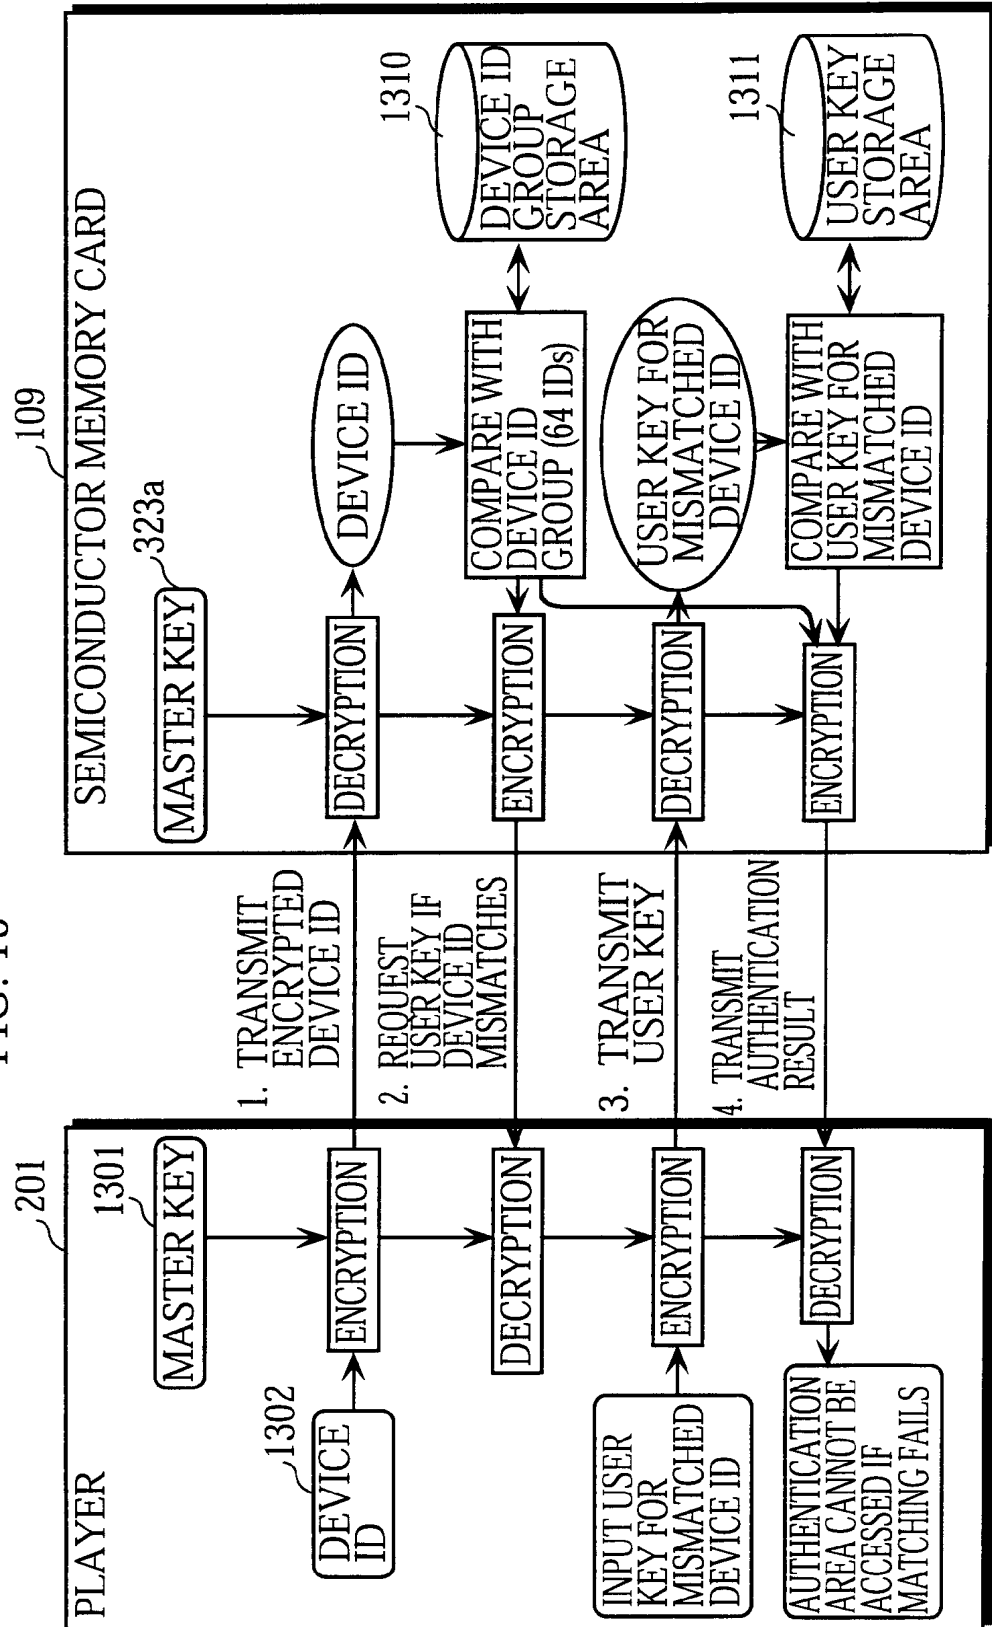 PLAYER
201
MASTER KEY
1301
ENCRYPTION
DEVICE
ID
1302
DECRYPTION
ENCRYPTION
INPUT USER
KEY FOR
MISMATCHED
DEVICE ID
DECRYPTION
AUTHENTICATION
AREA CANNOT BE
ACCESSED IF
MATCHING FAILS
1. TRANSMIT
ENCRYPTED
DEVICE ID
2. REQUEST
USER KEY IF
DEVICE ID
MISMATCHES
3. TRANSMIT
USER KEY
4. TRANSMIT
AUTHENTICATION
RESULT
SEMICONDUCTOR MEMORY CARD
109
MASTER KEY
323a
DECRYPTION
DEVICE ID
ENCRYPTION
COMPARE WITH
DEVICE ID
GROUP (64 IDs)
DEVICE ID
GROUP
STORAGE
AREA
1310
DECRYPTION
USER KEY FOR
MISMATCHED
DEVICE ID
ENCRYPTION
COMPARE WITH
USER KEY FOR
MISMATCHED
DEVICE ID
USER KEY
STORAGE
AREA
1311